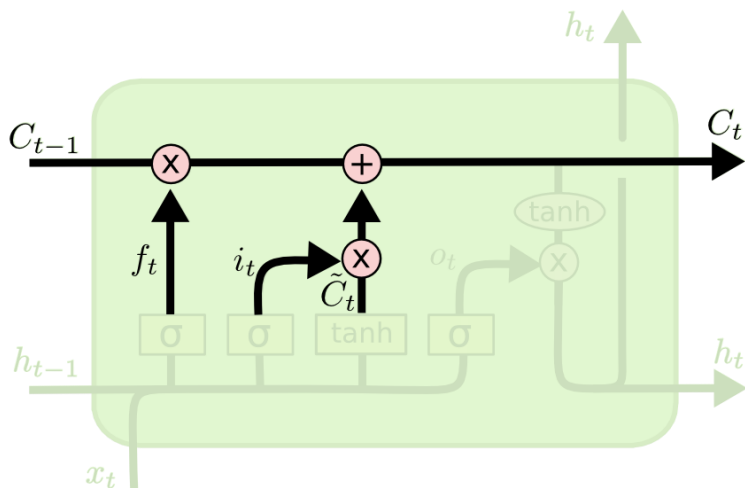 h_t
C_{t-1}
C_t
x
+
tanh
f_t
i_t
x
o_t
x
C̃_t
σ
σ
tanh
σ
h_{t-1}
h_t
x_t